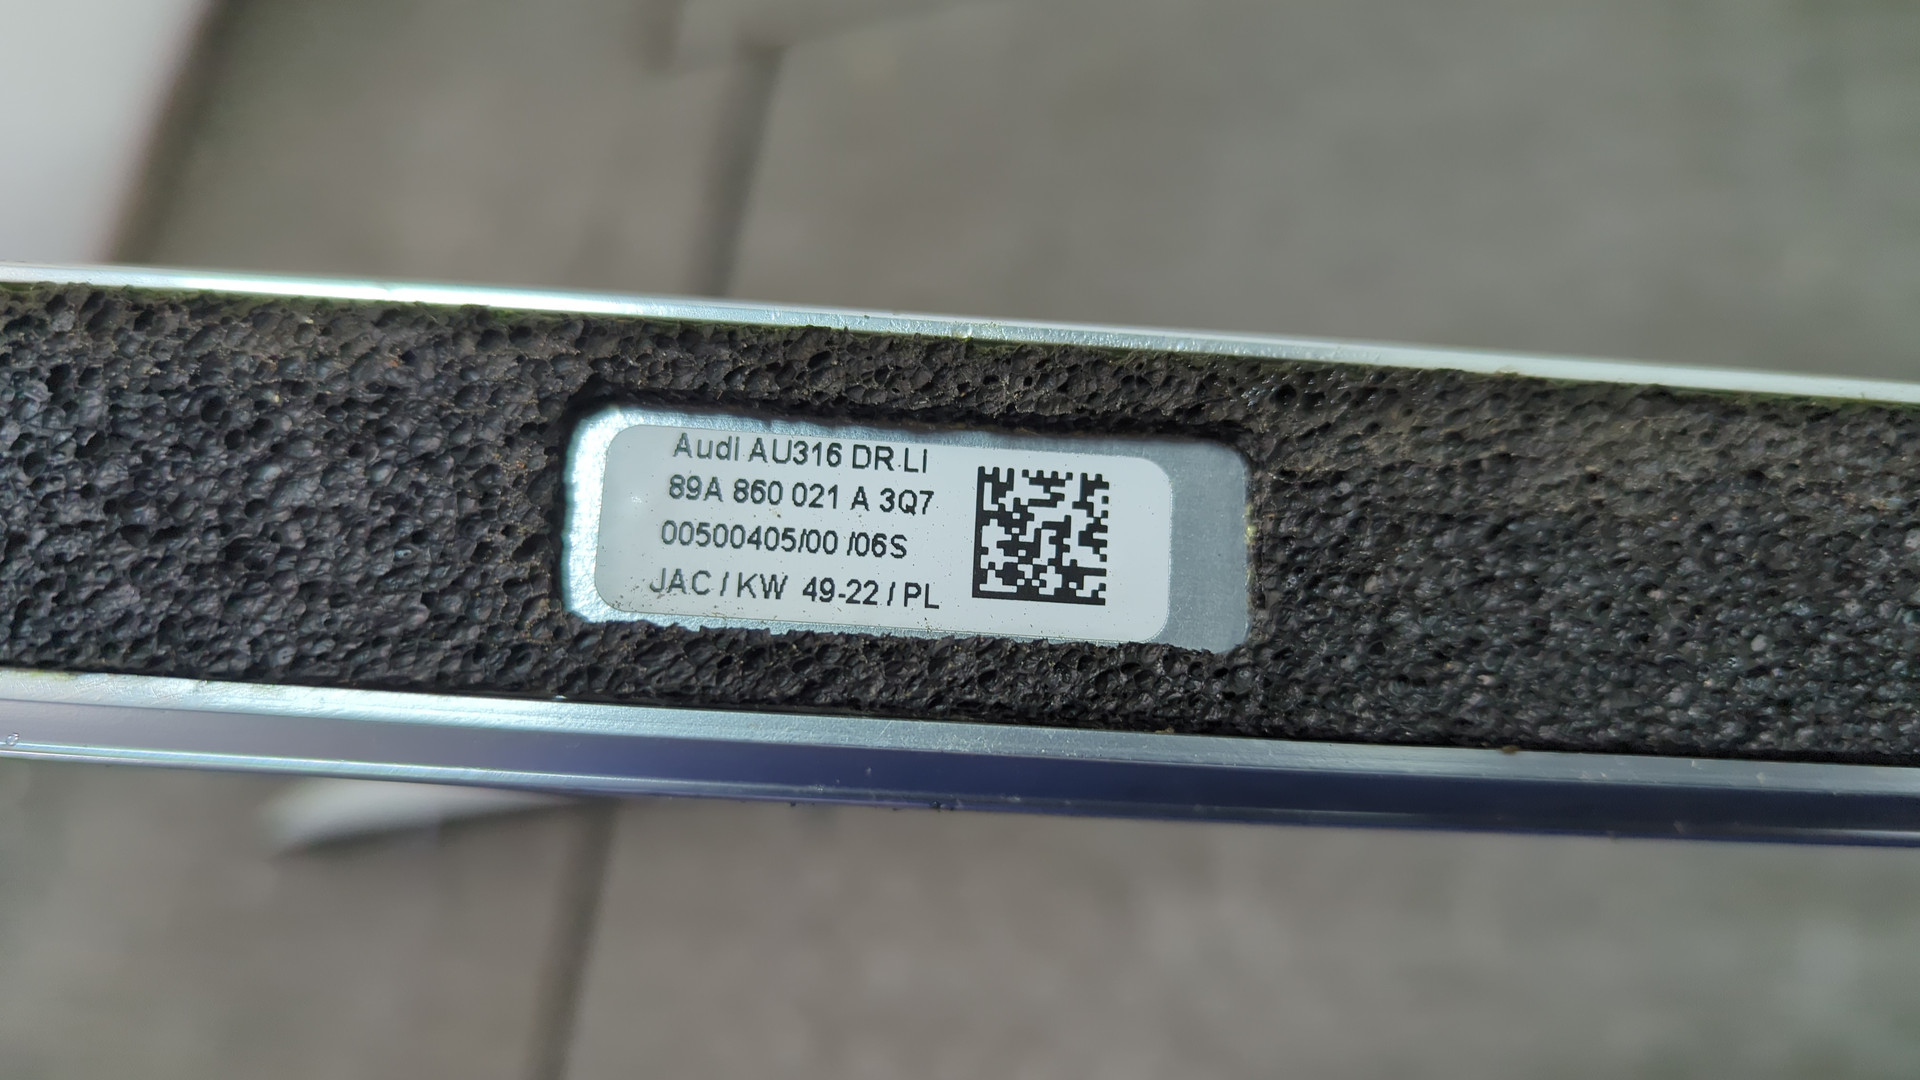 Audi AU316 DR.LI
89A 860 021 A 3Q7
00500405/00 /06S
JAC / KW 49-22 / PL